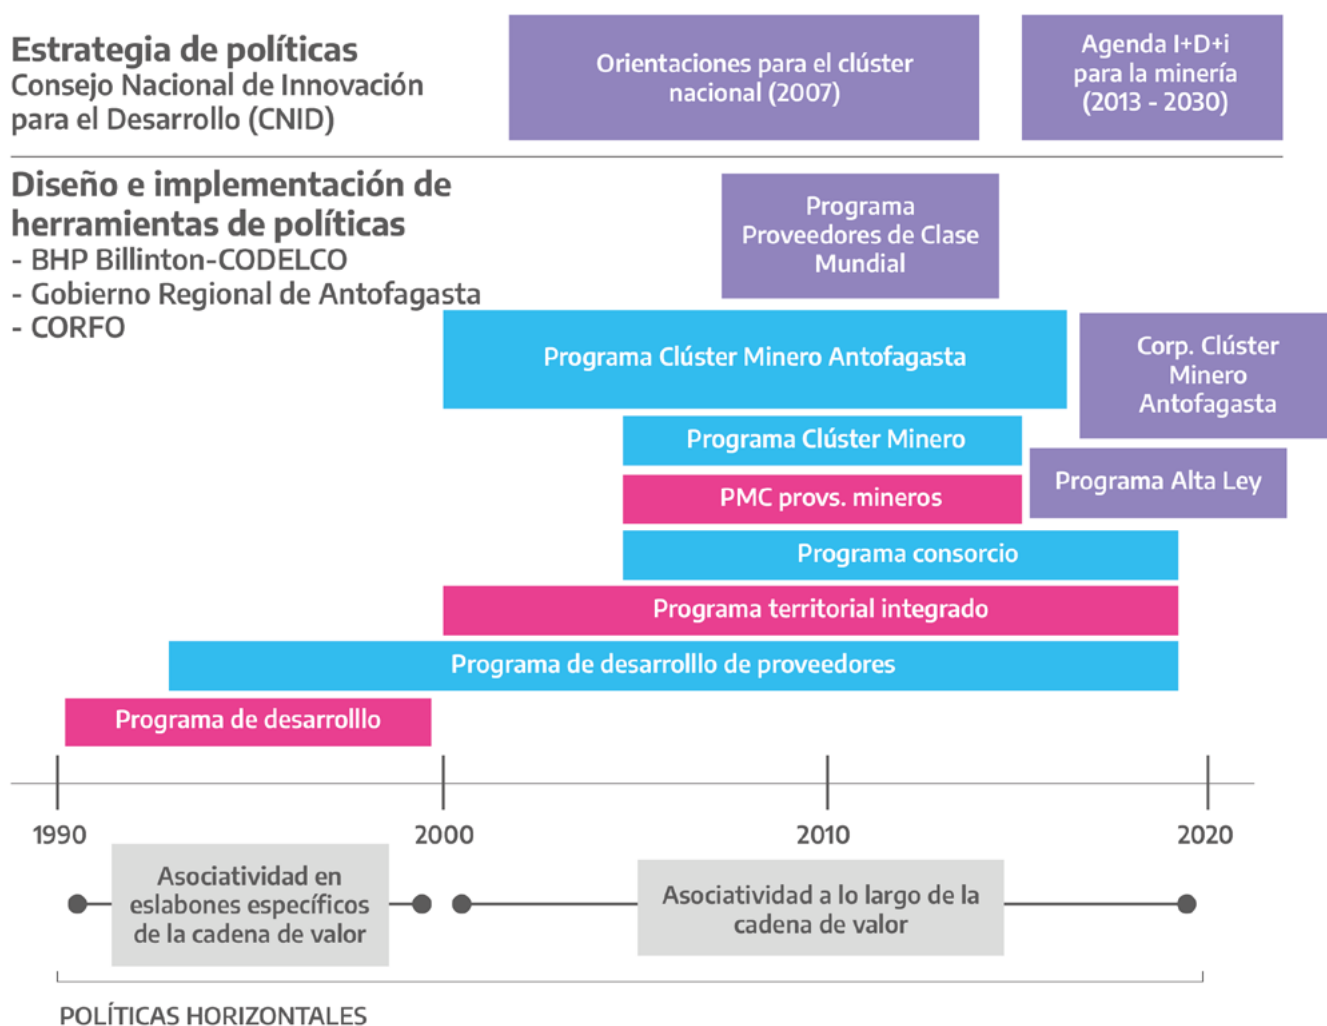 Estrategia de políticas
Consejo Nacional de Innovación
para el Desarrollo (CNID)
Orientaciones para el clúster
nacional (2007)
Agenda I+D+i
para la minería
(2013 - 2030)
Diseño e implementación de
herramientas de políticas
- BHP Billinton-CODELCO
- Gobierno Regional de Antofagasta
- CORFO
Programa
Proveedores de Clase
Mundial
Programa Clúster Minero Antofagasta
Corp. Clúster
Minero
Antofagasta
Programa Clúster Minero
Programa Alta Ley
PMC provs. mineros
Programa consorcio
Programa territorial integrado
Programa de desarrolllo de proveedores
Programa de desarrolllo
1990
2000
2010
2020
Asociatividad en
eslabones específicos
de la cadena de valor
Asociatividad a lo largo de la
cadena de valor
POLÍTICAS HORIZONTALES